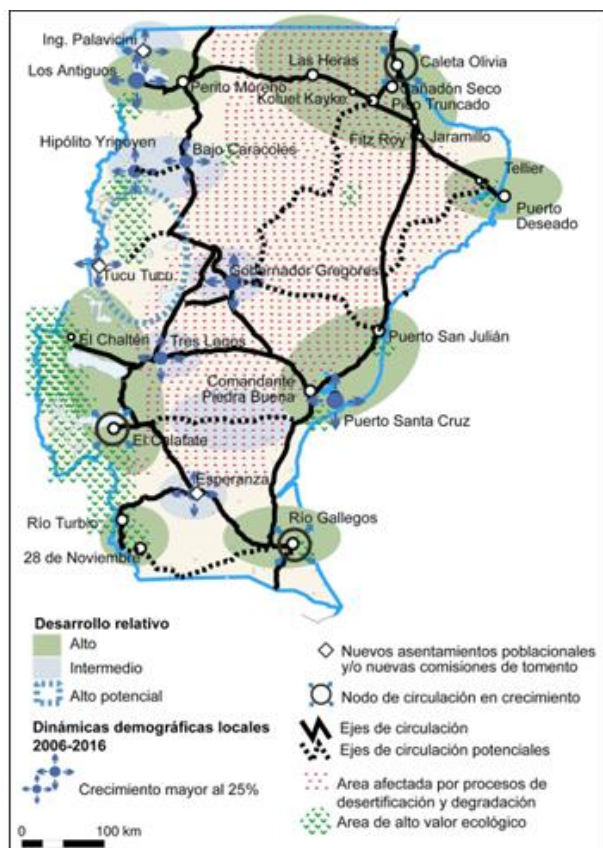 Ing. Palavicini
Los Antiguos
Perito Moreno
Las Heras
Koluel Kayke
Caleta Olivia
Cañadón Seco
Pico Truncado
Fitz Roy
Jaramillo
Hipólito Yrigoyen
Bajo Caracoles
Tellier
Puerto
Deseado
Tucu Tucu
Gobernador Gregores
El Chaltén
Tres Lagos
Puerto San Julián
Comandante
Piedra Buena
Puerto Santa Cruz
El Calafate
Esperanza
Río Turbio
Río Gallegos
28 de Noviembre
Desarrollo relativo
Alto
Intermedio
Alto potencial
Dinámicas demográficas locales
2006-2016
Crecimiento mayor al 25%
0 100 km
Nuevos asentamientos poblacionales
y/o nuevas comisiones de tomento
Nodo de circulación en crecimiento
Ejes de circulación
Ejes de circulación potenciales
Area afectada por procesos de
desertificación y degradación
Area de alto valor ecológico